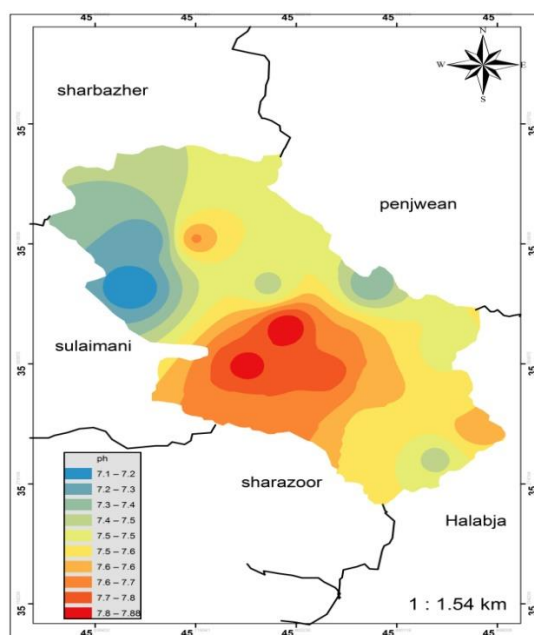 45 45 45 45 45
N
W E
S
sharbazher
35
penjwean
35
35
sulaimani
35
ph
7.1 – 7.2
7.2 – 7.3
7.3 – 7.4
7.4 – 7.5
7.5 – 7.5
7.5 – 7.6
7.6 – 7.6
7.6 – 7.7
7.7 – 7.8
7.8 – 7.88
sharazoor
35
Halabja
35
1 : 1.54 km
45 45 45 45 45